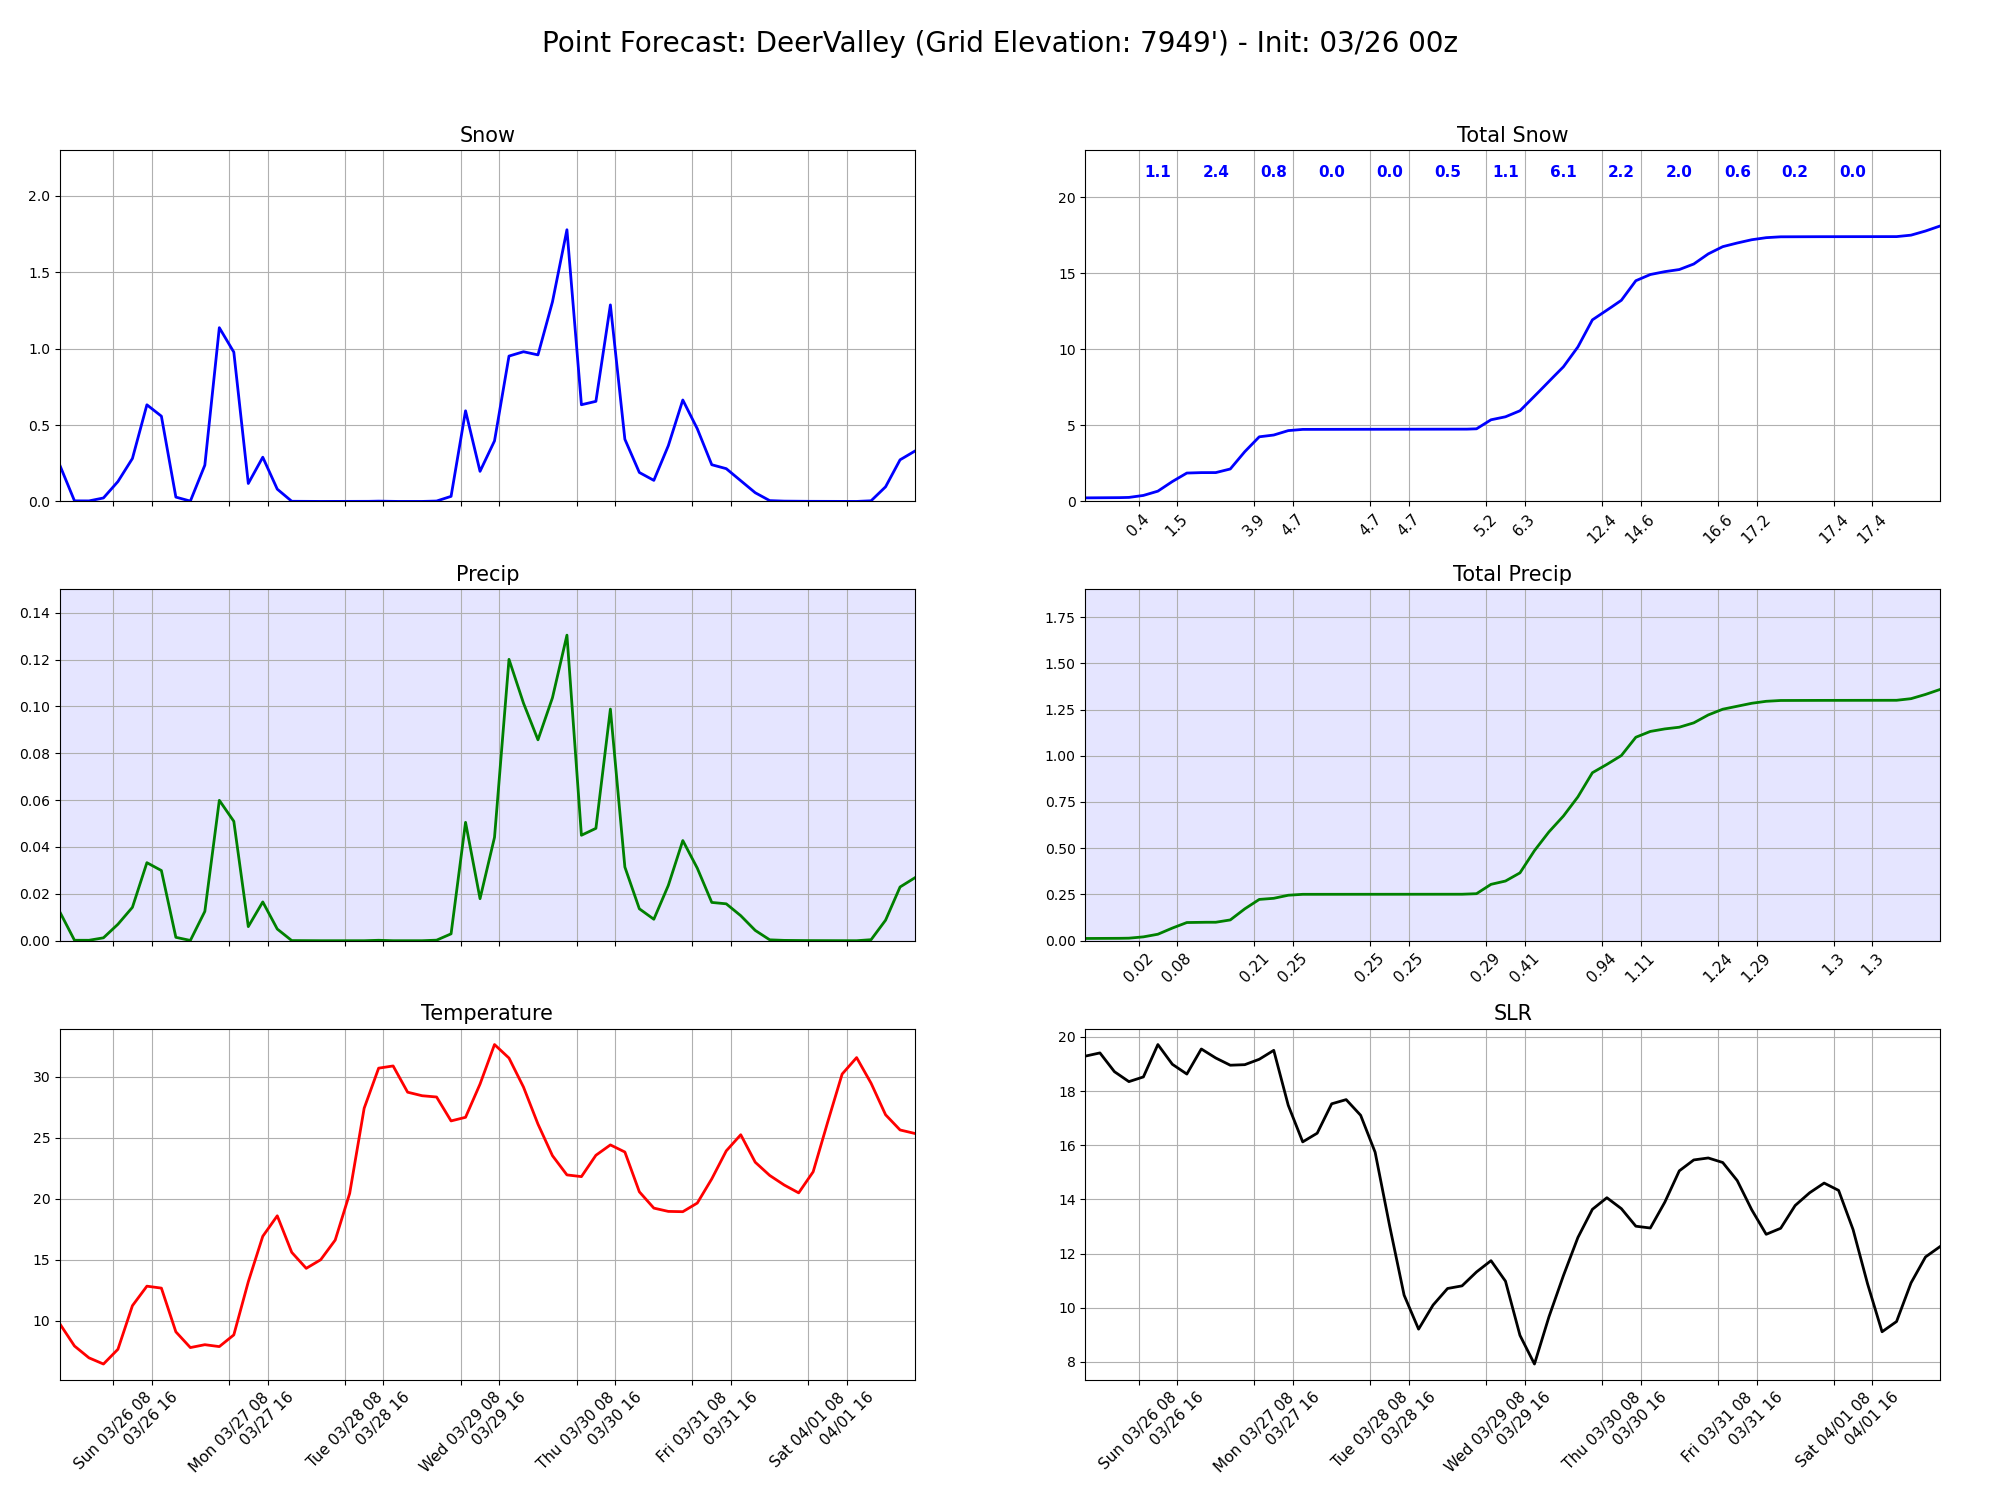 Point Forecast: DeerValley (Grid Elevation: 7949') - Init: 03/26 00z
Snow
2.0
1.5
1.0
0.5
0.0
Total Snow
1.1 2.4 0.8 0.0 0.0 0.5 1.1 6.1 2.2 2.0 0.6 0.2 0.0
20
15
10
5
0
0.4 1.5 3.9 4.7 4.7 4.7 5.2 6.3 12.4 14.6 16.6 17.2 17.4 17.4
Precip
0.14
0.12
0.10
0.08
0.06
0.04
0.02
0.00
Total Precip
1.75
1.50
1.25
1.00
0.75
0.50
0.25
0.00
0.02 0.08 0.21 0.25 0.25 0.25 0.29 0.41 0.94 1.11 1.24 1.29 1.3 1.3
Temperature
30
25
20
15
10
Sun 03/26 08
03/26 16
Mon 03/27 08
03/27 16
Tue 03/28 08
03/28 16
Wed 03/29 08
03/29 16
Thu 03/30 08
03/30 16
Fri 03/31 08
03/31 16
Sat 04/01 08
04/01 16
SLR
20
18
16
14
12
10
8
Sun 03/26 08
03/26 16
Mon 03/27 08
03/27 16
Tue 03/28 08
03/28 16
Wed 03/29 08
03/29 16
Thu 03/30 08
03/30 16
Fri 03/31 08
03/31 16
Sat 04/01 08
04/01 16